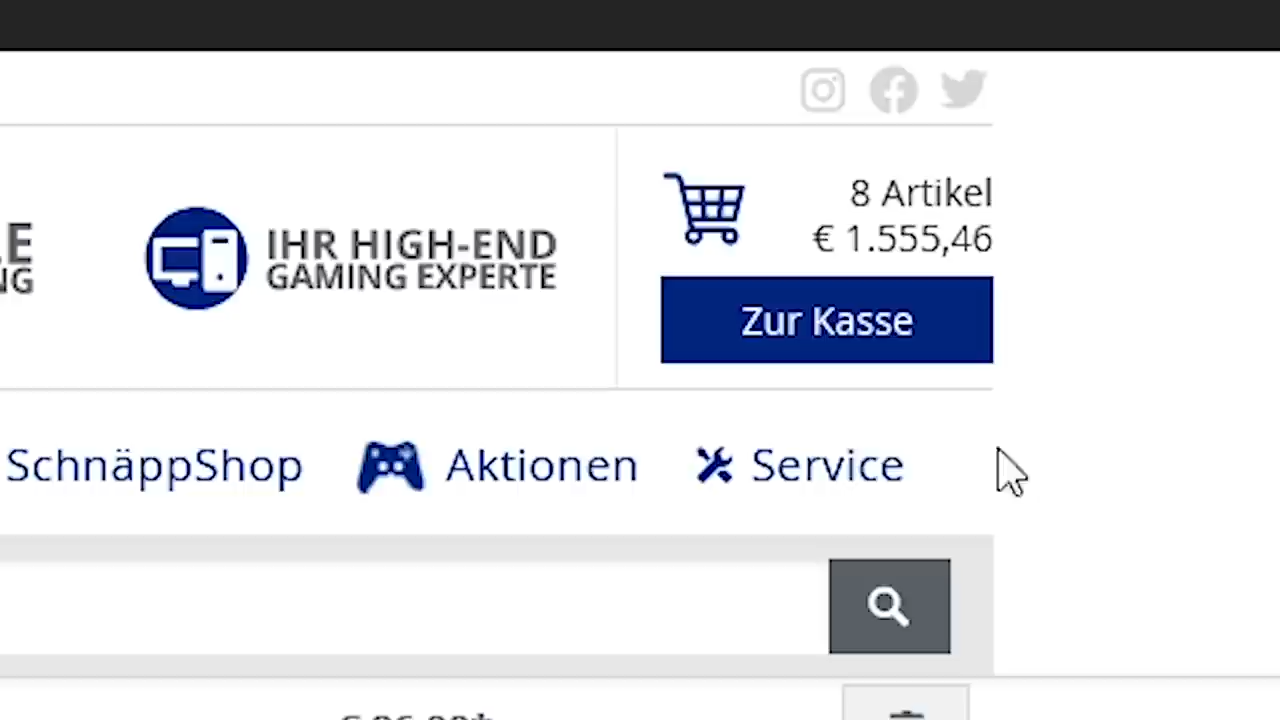 8 Artikel
€ 1.555,46
IHR HIGH-END
GAMING EXPERTE
Zur Kasse
SchnäppShop
Aktionen
Service